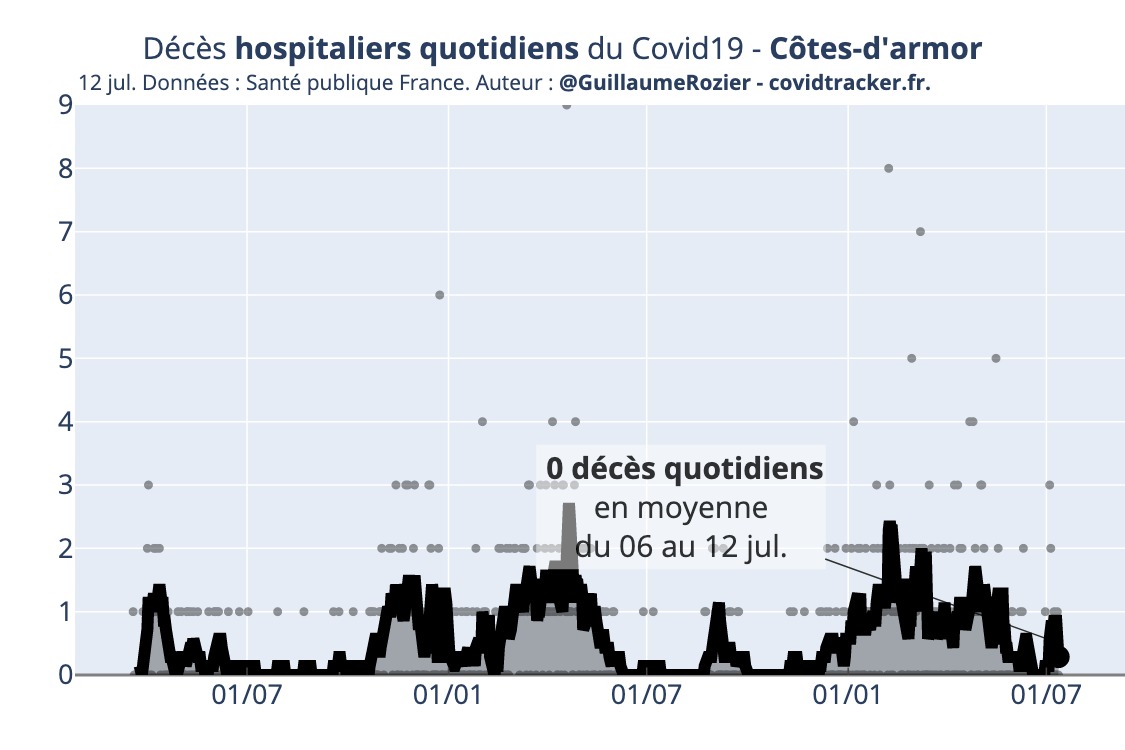 Décès hospitaliers quotidiens du Covid19 - Côtes-d'armor
12 jul. Données : Santé publique France. Auteur : @GuillaumeRozier - covidtracker.fr.
9
8
7
6
5
4
3
2
1
0
0 décès quotidiens
en moyenne
du 06 au 12 jul.
01/07 01/01 01/07 01/01 01/07